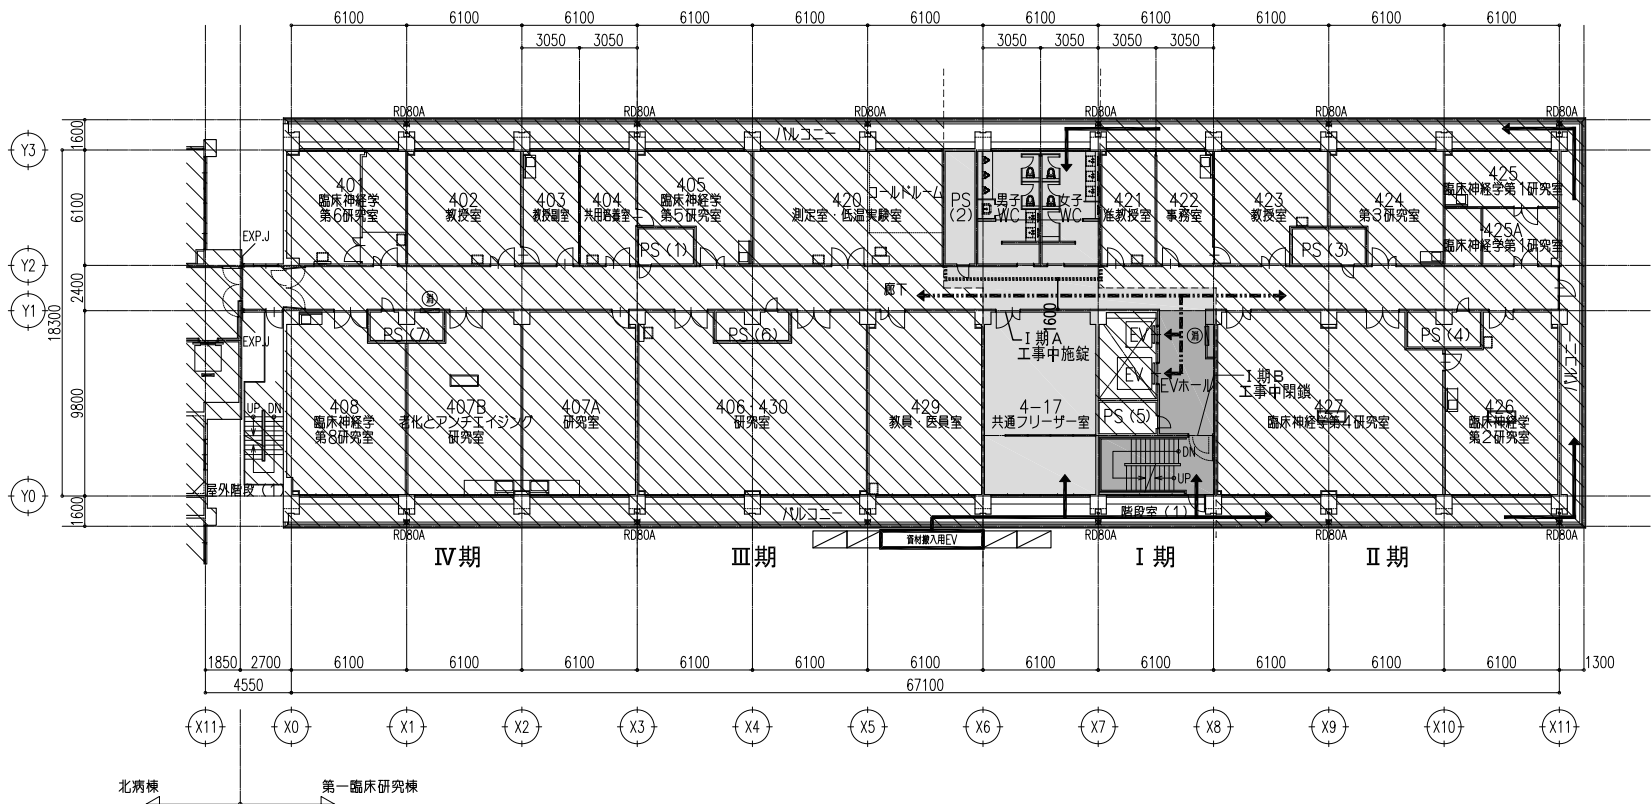 6100 6100 6100 6100 6100 6100 6100 6100 6100 6100 6100
3050 3050 3050 3050 3050 3050
RD80A RD80A RD80A RD80A RD80A RD80A
バルコニー
Y3
1600
401
臨床神経学
第6研究室
402
教授室
403
404
405
臨床神経学
第5研究室
420
測定室・低温実験室
コールドルーム
PS
(2)
男子
WC
女子
WC
421
准教授室
422
事務室
423
教授室
424
第3研究室
425
臨床神経学第1研究室
425A
臨床神経学第1研究室
6100
EXP.J
PS(1)
PS(3)
Y2
2400
廊下
Y1
18300
1600
PS(7)
PS(6)
PS(4)
EXP.J
Ⅰ期A
工事中施錠
EV
EV
EVホール
消
消
Ⅰ期B
工事中閉鎖
バルコニー
9800
UP DN
408
臨床神経学
第8研究室
407B
老化とアンチエイジング
研究室
407A
研究室
406・430
研究室
429
教員・医員室
4-17
共通フリーザー室
PS(5)
427
臨床神経学第4研究室
426
臨床神経学
第2研究室
DN
UP
屋外階段(1)
Y0
1600
バルコニー
階段室(1)
RD80A RD80A RD80A RD80A RD80A
資材搬入用EV
Ⅳ期 Ⅲ期 Ⅰ期 Ⅱ期
1850 2700 6100 6100 6100 6100 6100 6100 6100 6100 6100 6100 6100 1300
4550 67100
X11 X0 X1 X2 X3 X4 X5 X6 X7 X8 X9 X10 X11
北病棟 第一臨床研究棟